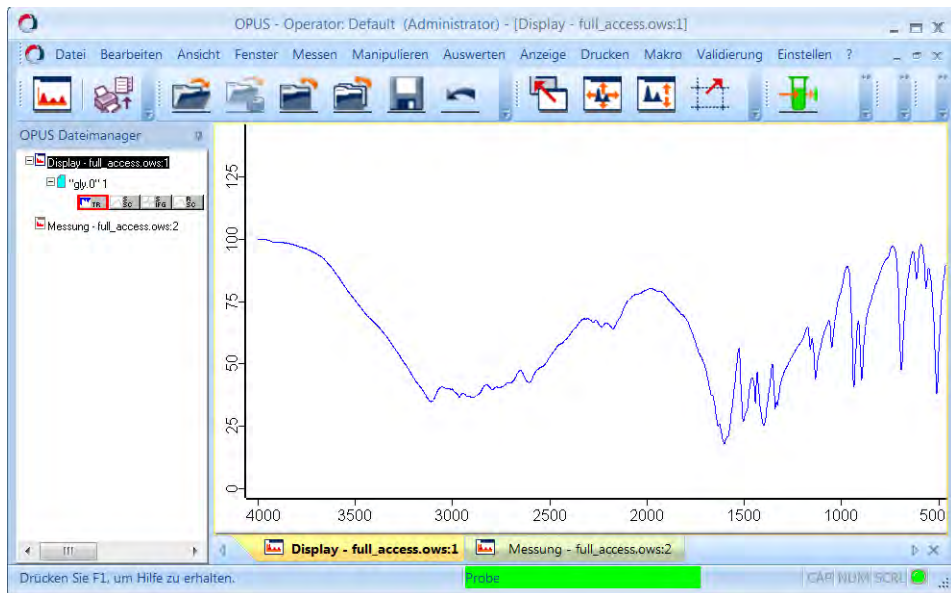 OPUS - Operator: Default (Administrator) - [Display - full_access.ows:1]
Datei Bearbeiten Ansicht Fenster Messen Manipulieren Auswerten Anzeige Drucken Makro Validierung Einstellen ?
OPUS Dateimanager
Display - full_access.ows:1
"gly.0" 1
TR
Messung - full_access.ows:2
125
100
75
50
25
0
4000 3500 3000 2500 2000 1500 1000 500
Display - full_access.ows:1 Messung - full_access.ows:2
Drücken Sie F1, um Hilfe zu erhalten. Probe CAP NUM SCRL